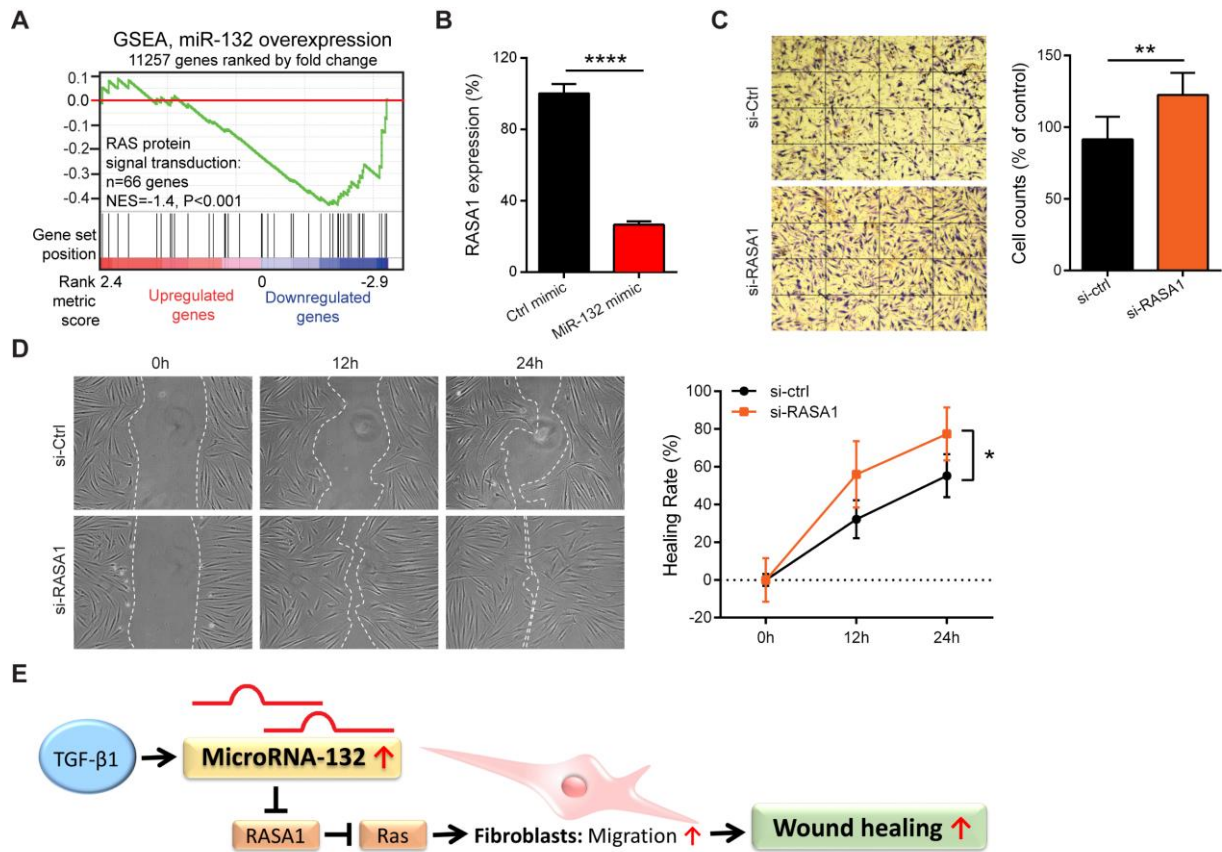 A
GSEA, miR-132 overexpression
11257 genes ranked by fold change
0.1
0.0
-0.1
-0.2
-0.3
-0.4
RAS protein
signal transduction:
n=66 genes
NES=-1.4, P<0.001
Gene set
position
Rank
metric
score
2.4
0
-2.9
Upregulated
genes
Downregulated
genes
B
RASA1 expression (%)
120
80
40
0
****
Ctrl mimic
MiR-132 mimic
C
si-Ctrl
si-RASA1
Cell counts (% of control)
150
100
50
0
**
si-ctrl
si-RASA1
D
0h
12h
24h
si-Ctrl
si-RASA1
Healing Rate (%)
100
80
60
40
20
0
-20
si-ctrl
si-RASA1
*
0h
12h
24h
E
TGF-β1
MicroRNA-132
RASA1
Ras
Fibroblasts: Migration
Wound healing